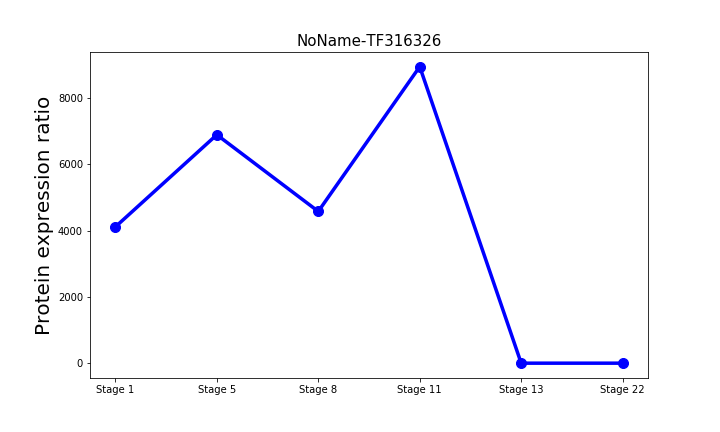 NoName-TF316326
Protein expression ratio
8000
6000
4000
2000
0
Stage 1 Stage 5 Stage 8 Stage 11 Stage 13 Stage 22